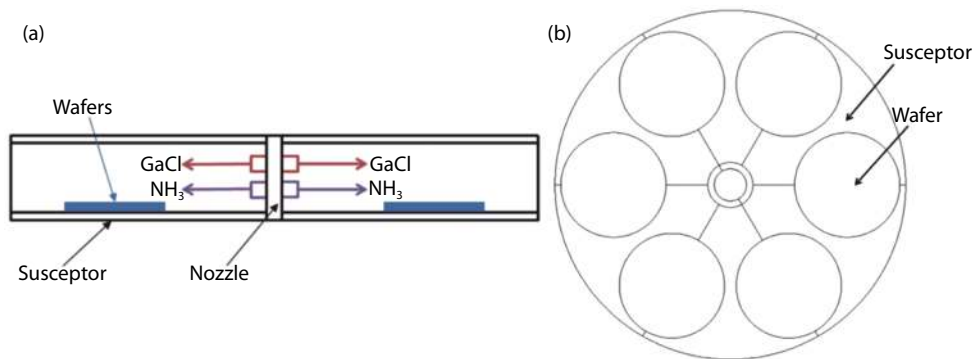 (a)
Wafers
GaCl
GaCl
NH₃
NH₃
Susceptor
Nozzle
(b)
Susceptor
Wafer